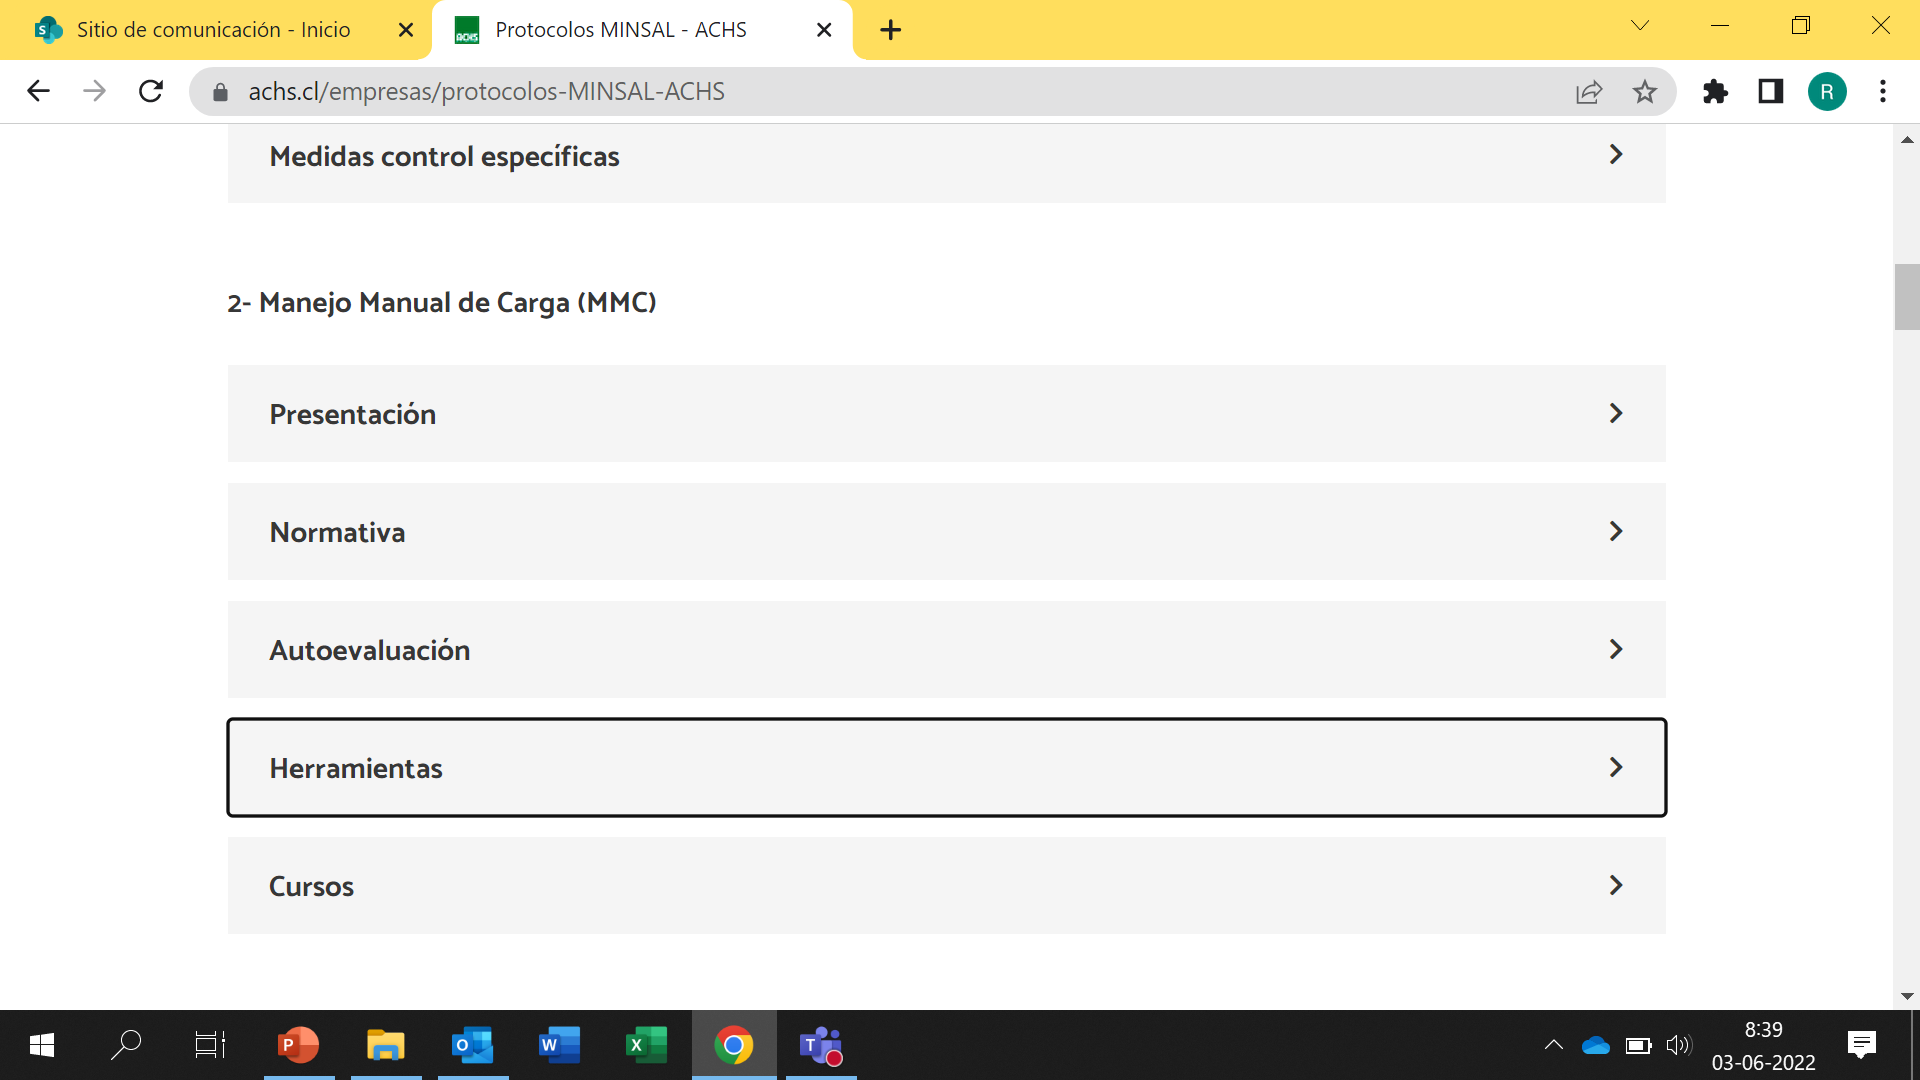 Sitio de comunicación - Inicio
Protocolos MINSAL - ACHS
achs.cl/empresas/protocolos-MINSAL-ACHS
R
Medidas control específicas
2- Manejo Manual de Carga (MMC)
Presentación
Normativa
Autoevaluación
Herramientas
Cursos
8:39
03-06-2022